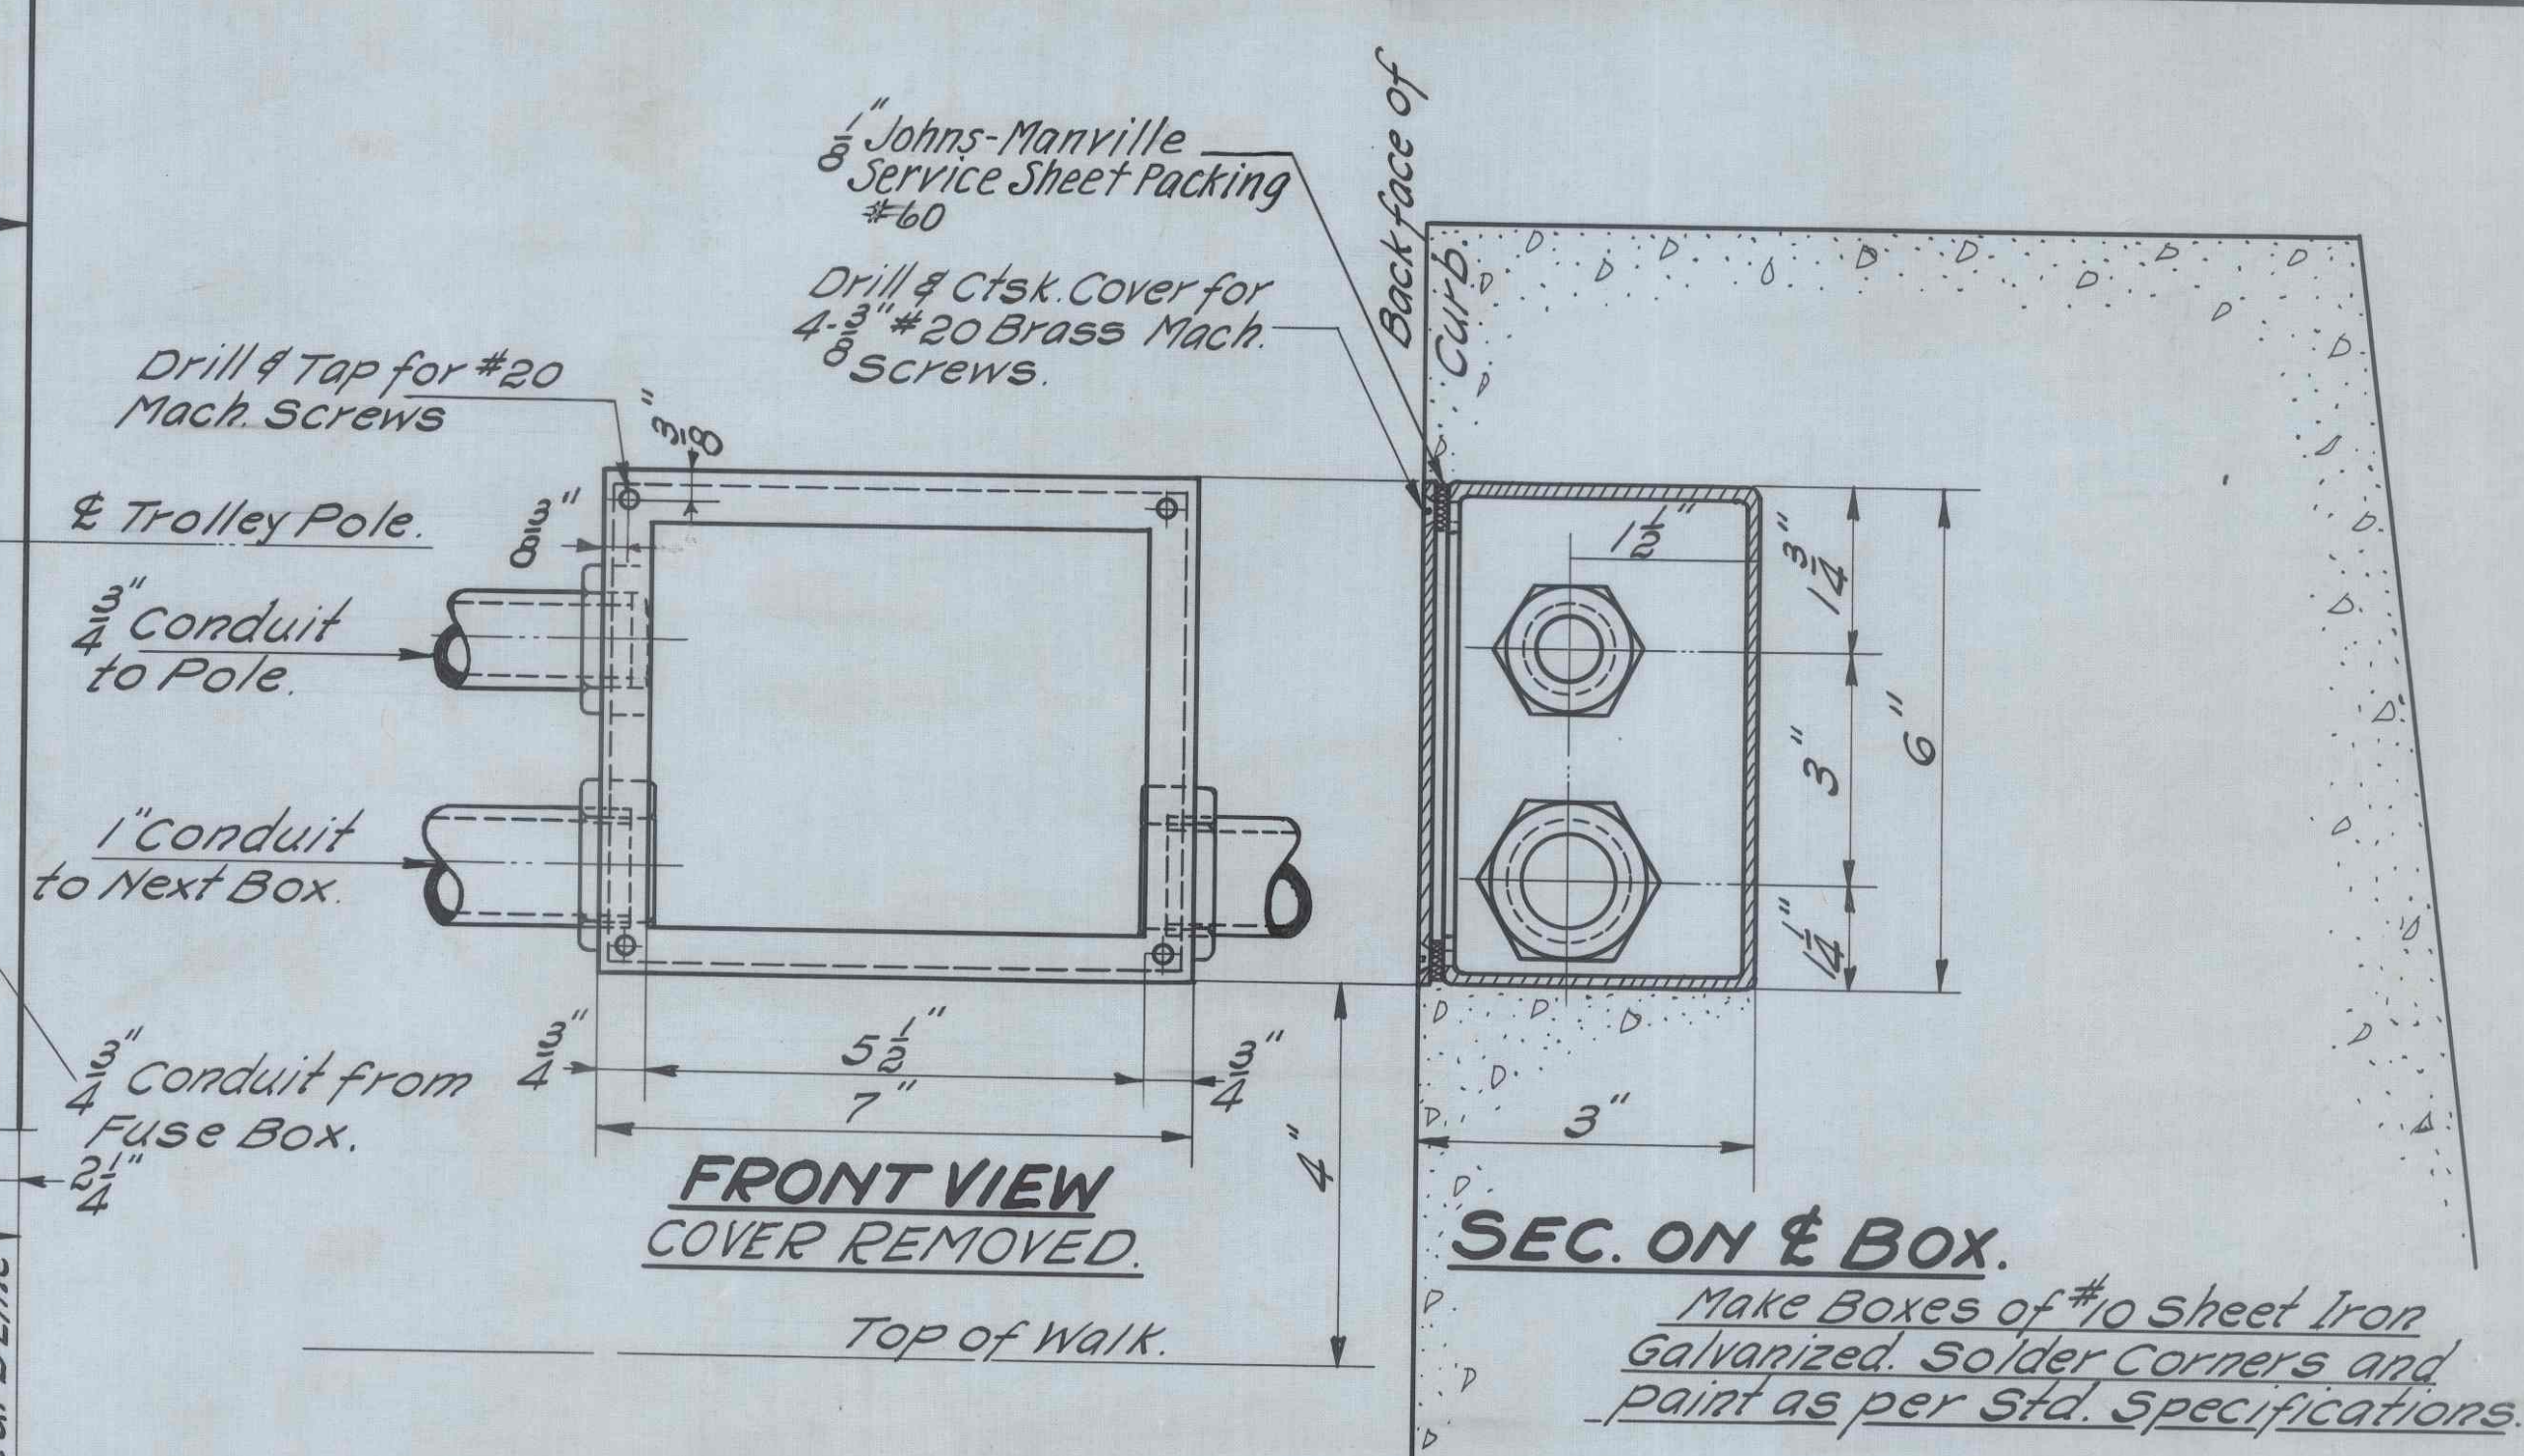 1/8" Johns-Manville
Service Sheet Packing
#60
Drill & Ctsk. Cover for
4-3/8" #20 Brass Mach.
Screws.
Back face of
Curb.
Drill & Tap for #20
Mach. Screws
3/8"
3/8"
℄ Trolley Pole.
3/4" Conduit
to Pole.
1" Conduit
to Next Box.
3/4" Conduit from
Fuse Box.
2 1/4"
3/4"
5 1/2"
3/4"
7"
4"
FRONT VIEW
COVER REMOVED.
Top of Walk.
1 1/2"
1 3/4"
3"
6"
1 1/4"
3"
SEC. ON ℄ BOX.
Make Boxes of #10 Sheet Iron
Galvanized. Solder Corners and
paint as per Std. Specifications.